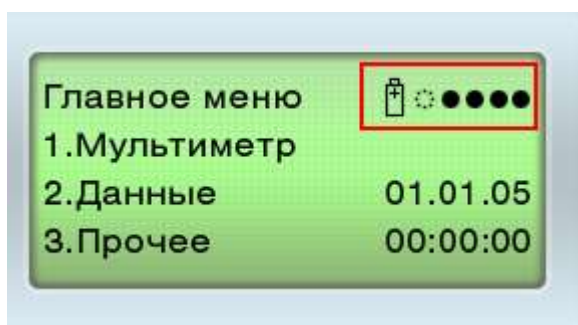 Главное меню
1.Мультиметр
2.Данные 01.01.05
3.Прочее 00:00:00